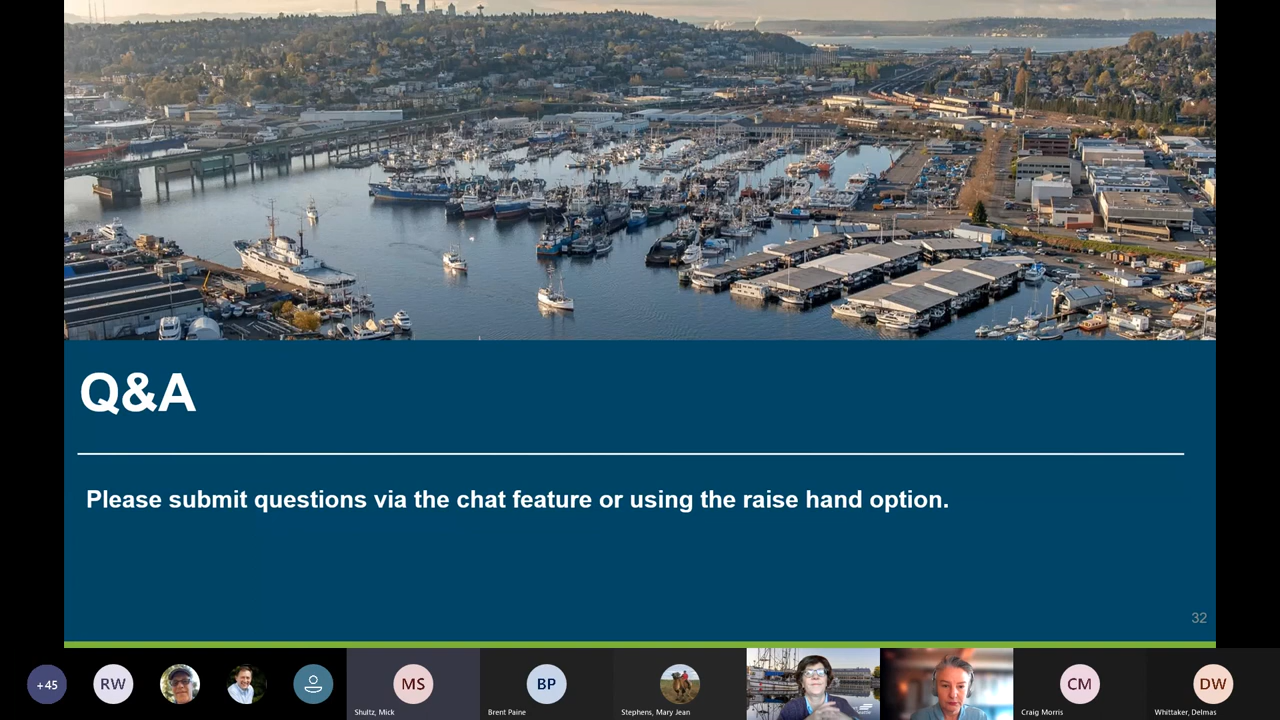 Q&A
Please submit questions via the chat feature or using the raise hand option.
32
+45
RW
MS
BP
CM
DW
Shultz, Mick
Brent Paine
Stephens, Mary Jean
Craig Morris
Whittaker, Delmas